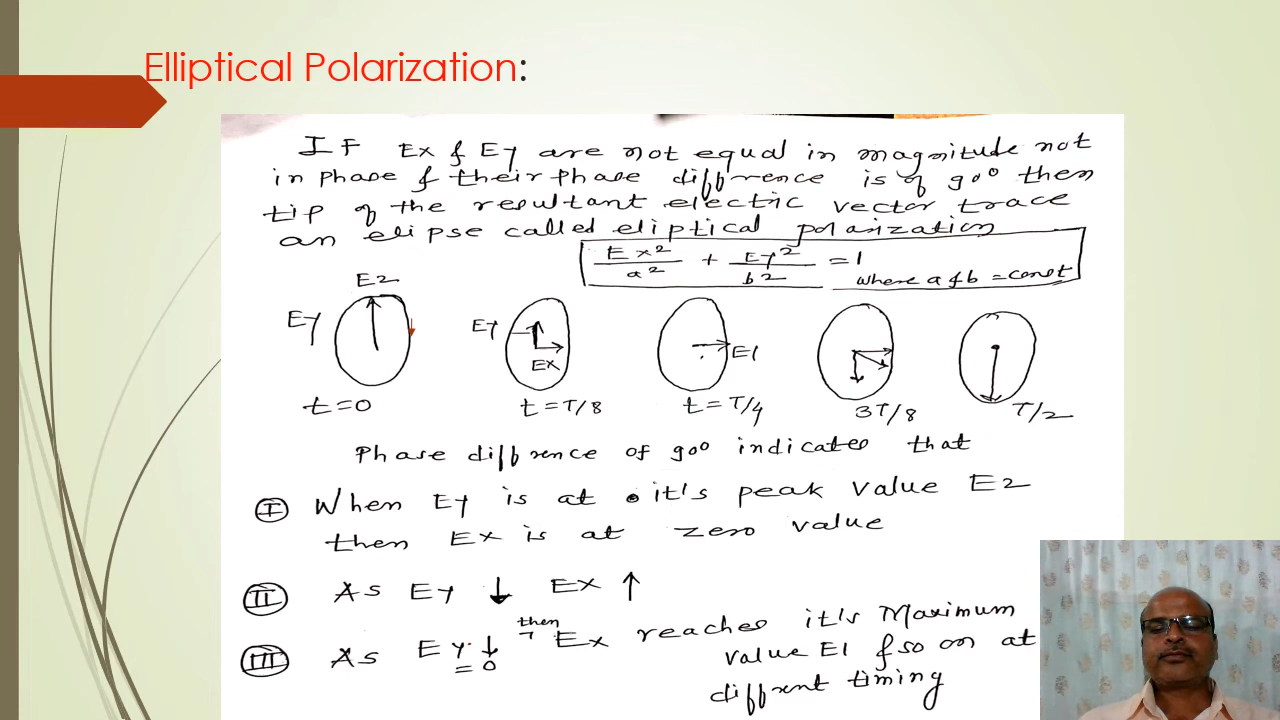 Elliptical Polarization:
IF Ex & Ey are not equal in magnitude not
in phase & their phase diffrence is of 90° then
tip of the resultant electric vector trace
an elipse called eliptical polarization
Ex²/a² + Ey²/b² = 1 where a & b = const
E2
Ey
Ey
Ex
E1
t=0
t=T/8
t=T/4
3T/8
T/2
Phase diffrence of 90° indicates that
I When Ey is at it's peak value E2
then Ex is at zero value
II As Ey ↓ Ex ↑
III As Ey ↓ = 0 then Ex reaches it's Maximum
value E1 & so on at
diffrent timing